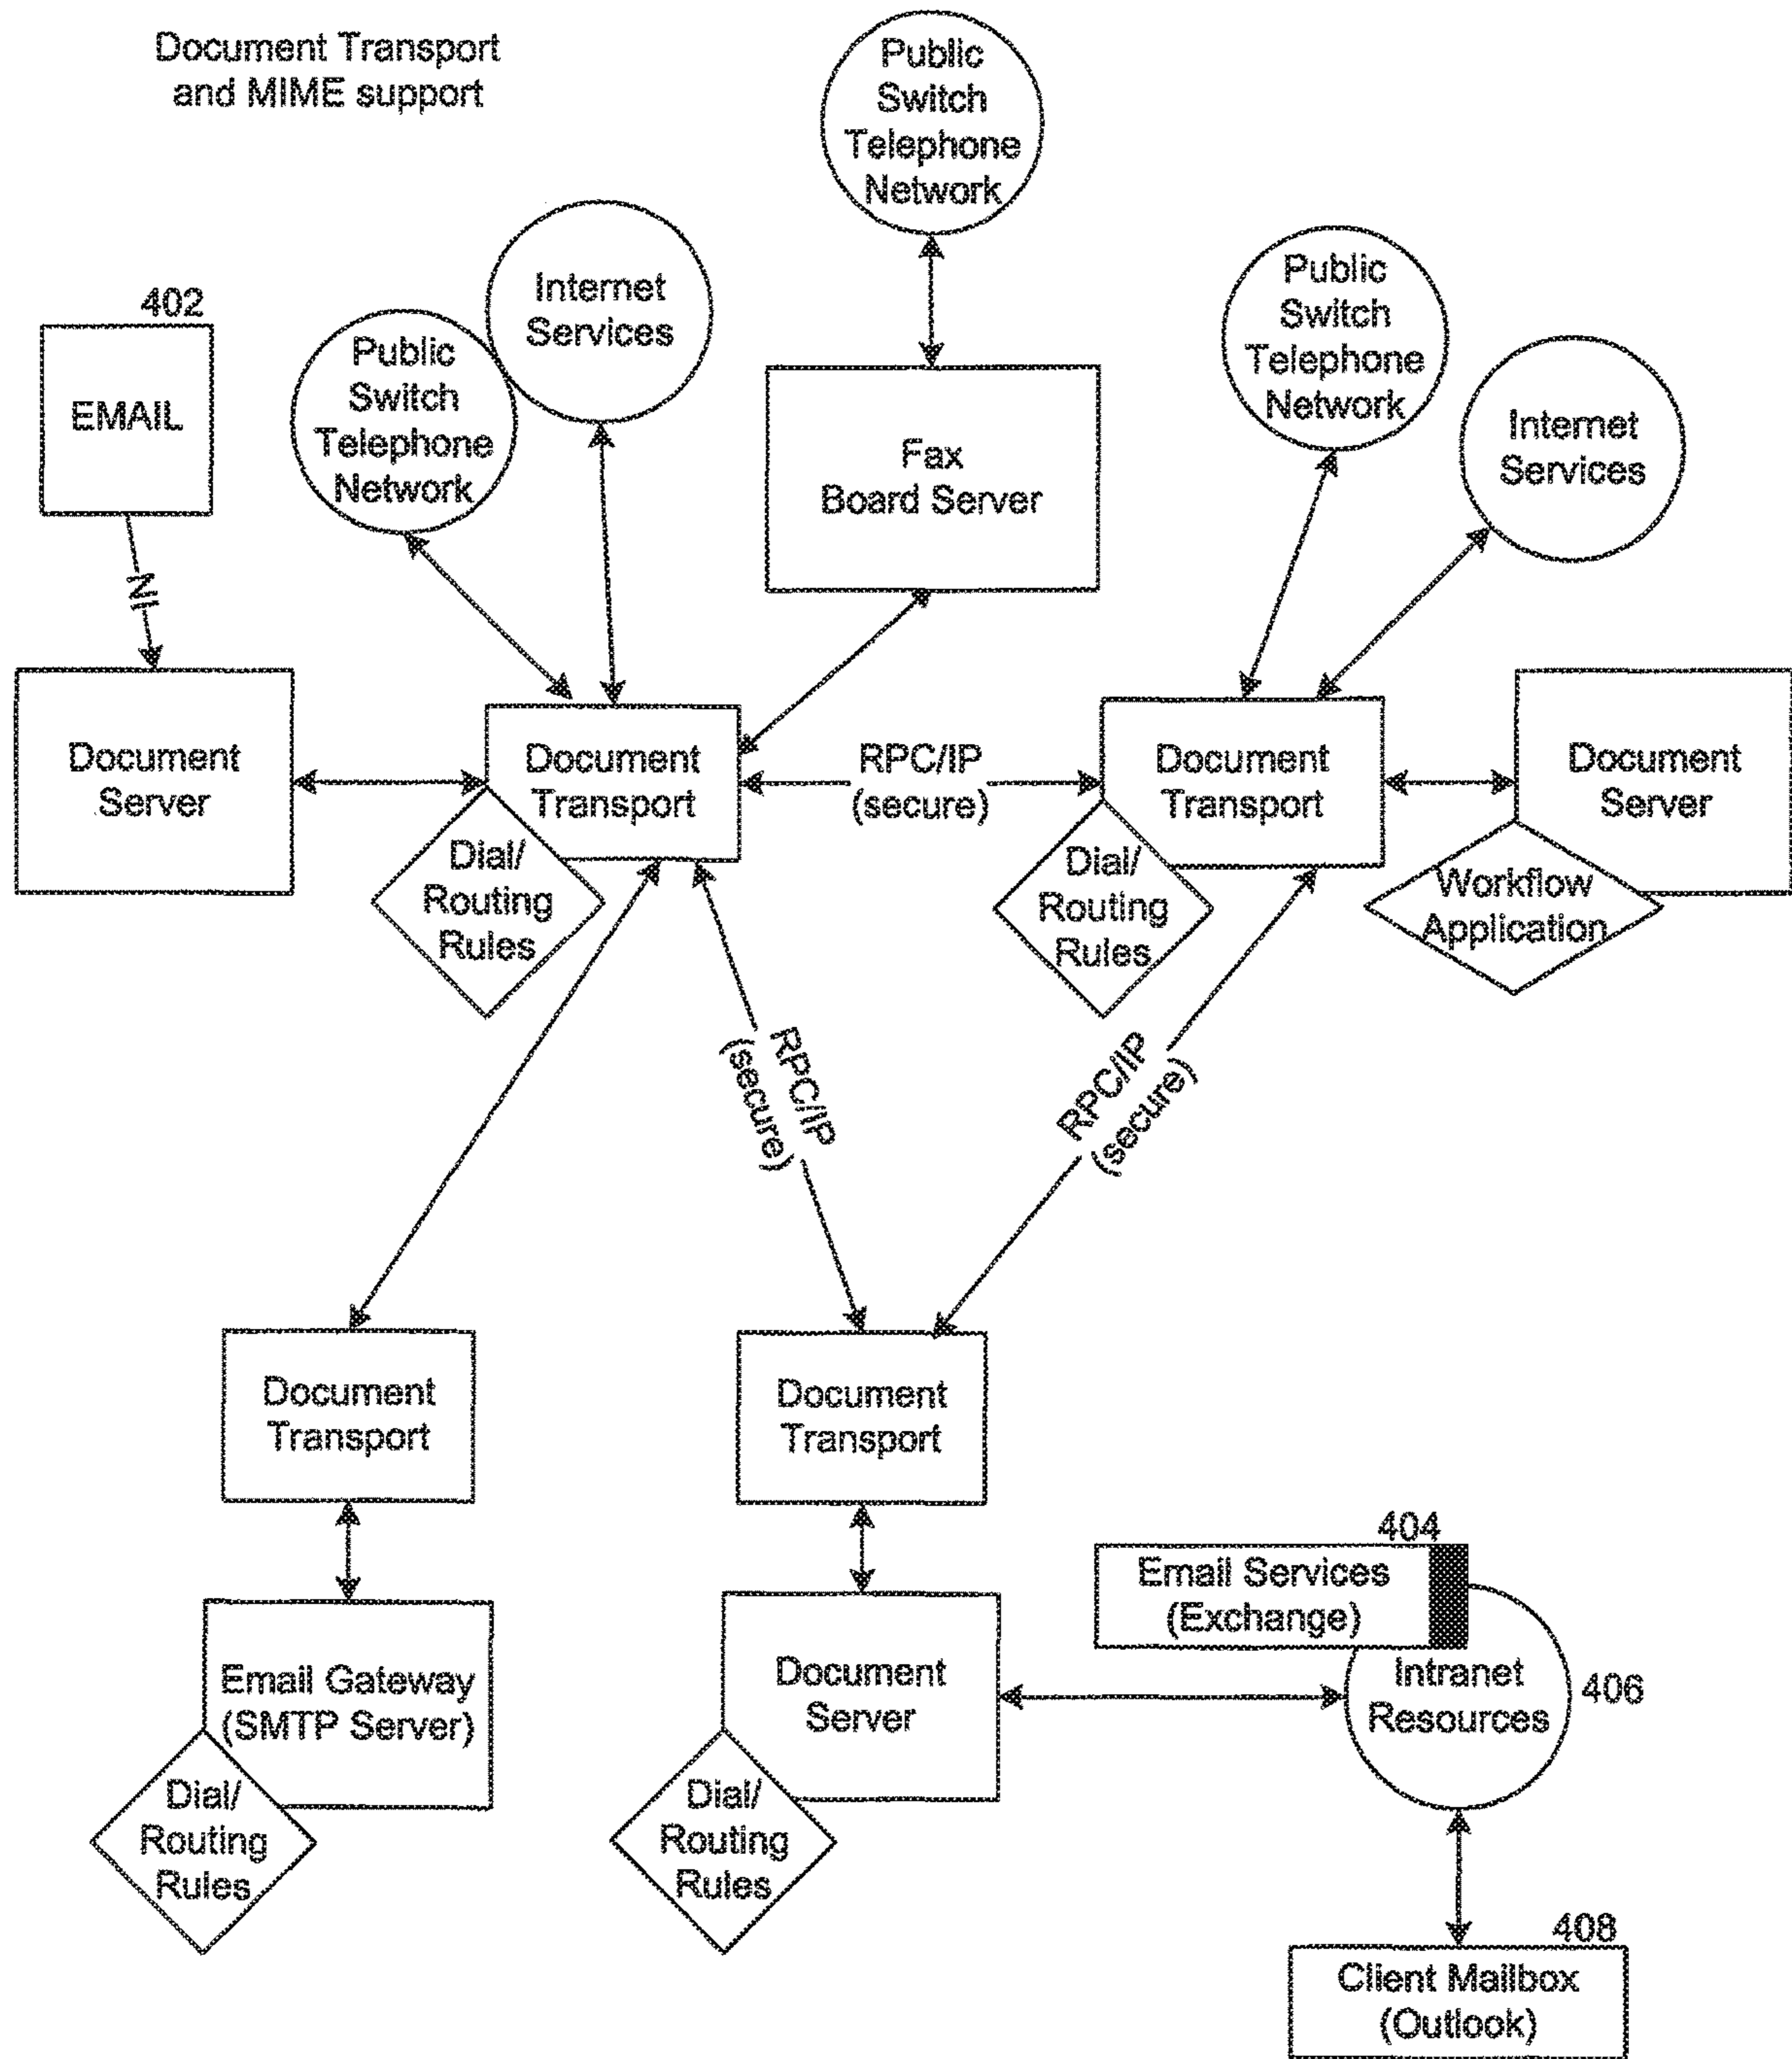 Document Transport
and MIME support
Public
Switch
Telephone
Network
402
EMAIL
Public
Switch
Telephone
Network
Internet
Services
Fax
Board Server
Public
Switch
Telephone
Network
Internet
Services
NIF
Document
Server
Document
Transport
Dial/
Routing
Rules
RPC/IP
(secure)
Document
Transport
Dial/
Routing
Rules
Document
Server
Workflow
Application
RPC/IP
(secure)
RPC/IP
(secure)
Document
Transport
Document
Transport
Email Gateway
(SMTP Server)
Dial/
Routing
Rules
Document
Server
Dial/
Routing
Rules
404
Email Services
(Exchange)
Intranet
Resources
406
408
Client Mailbox
(Outlook)